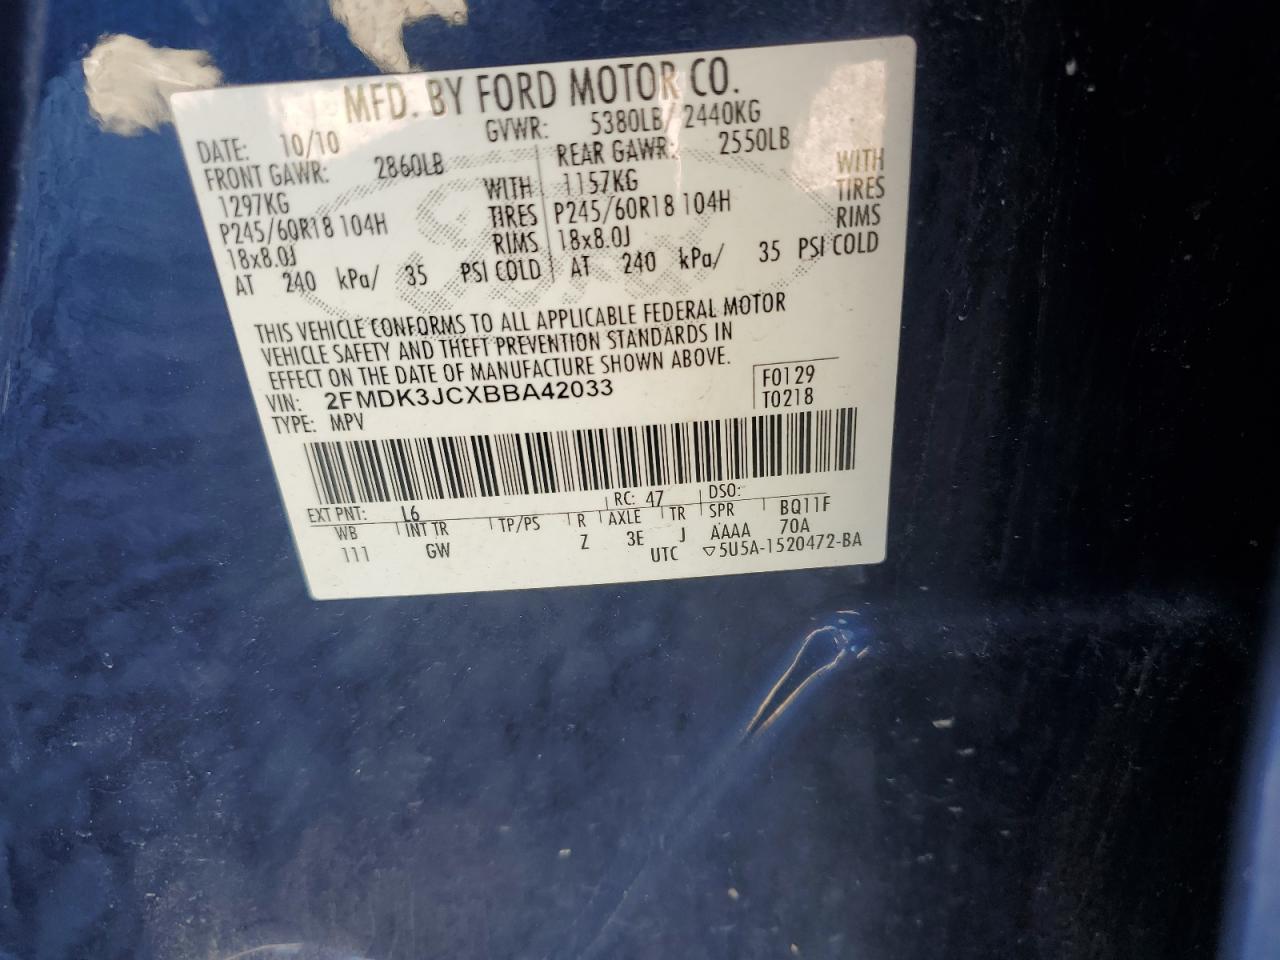 MFD. BY FORD MOTOR CO.
DATE: 10/10 GVWR: 5380LB/ 2440KG
FRONT GAWR: 2860LB REAR GAWR: 2550LB
1297KG WITH 1157KG WITH
P245/60R18 104H TIRES P245/60R18 104H TIRES
18x8.0J RIMS 18x8.0J RIMS
AT 240 kPa/ 35 PSI COLD AT 240 kPa/ 35 PSI COLD
THIS VEHICLE CONFORMS TO ALL APPLICABLE FEDERAL MOTOR
VEHICLE SAFETY AND THEFT PREVENTION STANDARDS IN
EFFECT ON THE DATE OF MANUFACTURE SHOWN ABOVE.
VIN: 2FMDK3JCXBBA42033 F0129
TYPE: MPV T0218
EXT PNT: L6 RC: 47 DSO:
WB INT TR TP/PS R AXLE TR SPR BQ11F
111 GW Z 3E J AAAA 70A
UTC ▽5U5A-1520472-BA